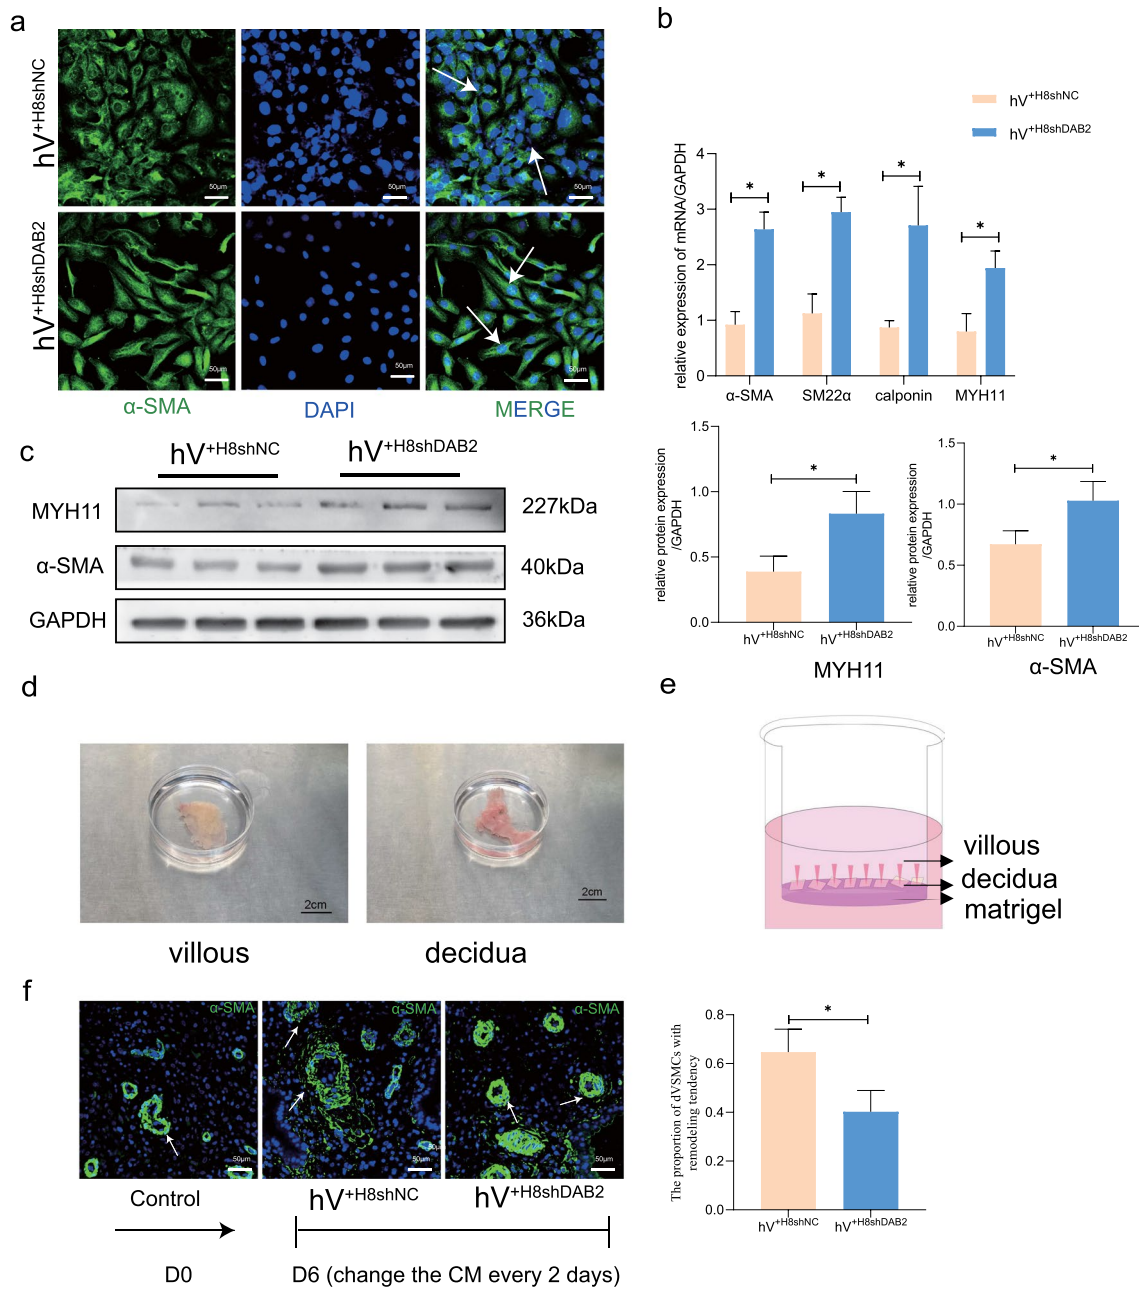 a
hV+H8shNC
50μm
50μm
50μm
hV+H8shDAB2
50μm
50μm
50μm
α-SMA
DAPI
MERGE
b
hV+H8shNC
hV+H8shDAB2
relative expression of mRNA/GAPDH
4
3
2
1
0
*
*
*
*
α-SMA
SM22α
calponin
MYH11
c
hV+H8shNC
hV+H8shDAB2
MYH11
227kDa
α-SMA
40kDa
GAPDH
36kDa
relative protein expression
/GAPDH
1.5
1.0
0.5
0.0
*
hV+H8shNC
hV+H8shDAB2
MYH11
relative protein expression
/GAPDH
1.5
1.0
0.5
0.0
*
hV+H8shNC
hV+H8shDAB2
α-SMA
d
2cm
2cm
villous
decidua
e
villous
decidua
matrigel
f
α-SMA
α-SMA
α-SMA
50μm
50μm
50μm
Control
hV+H8shNC
hV+H8shDAB2
D0
D6 (change the CM every 2 days)
The proportion of dVSMCs with
remodeling tendency
0.8
0.6
0.4
0.2
0.0
*
hV+H8shNC
hV+H8shDAB2